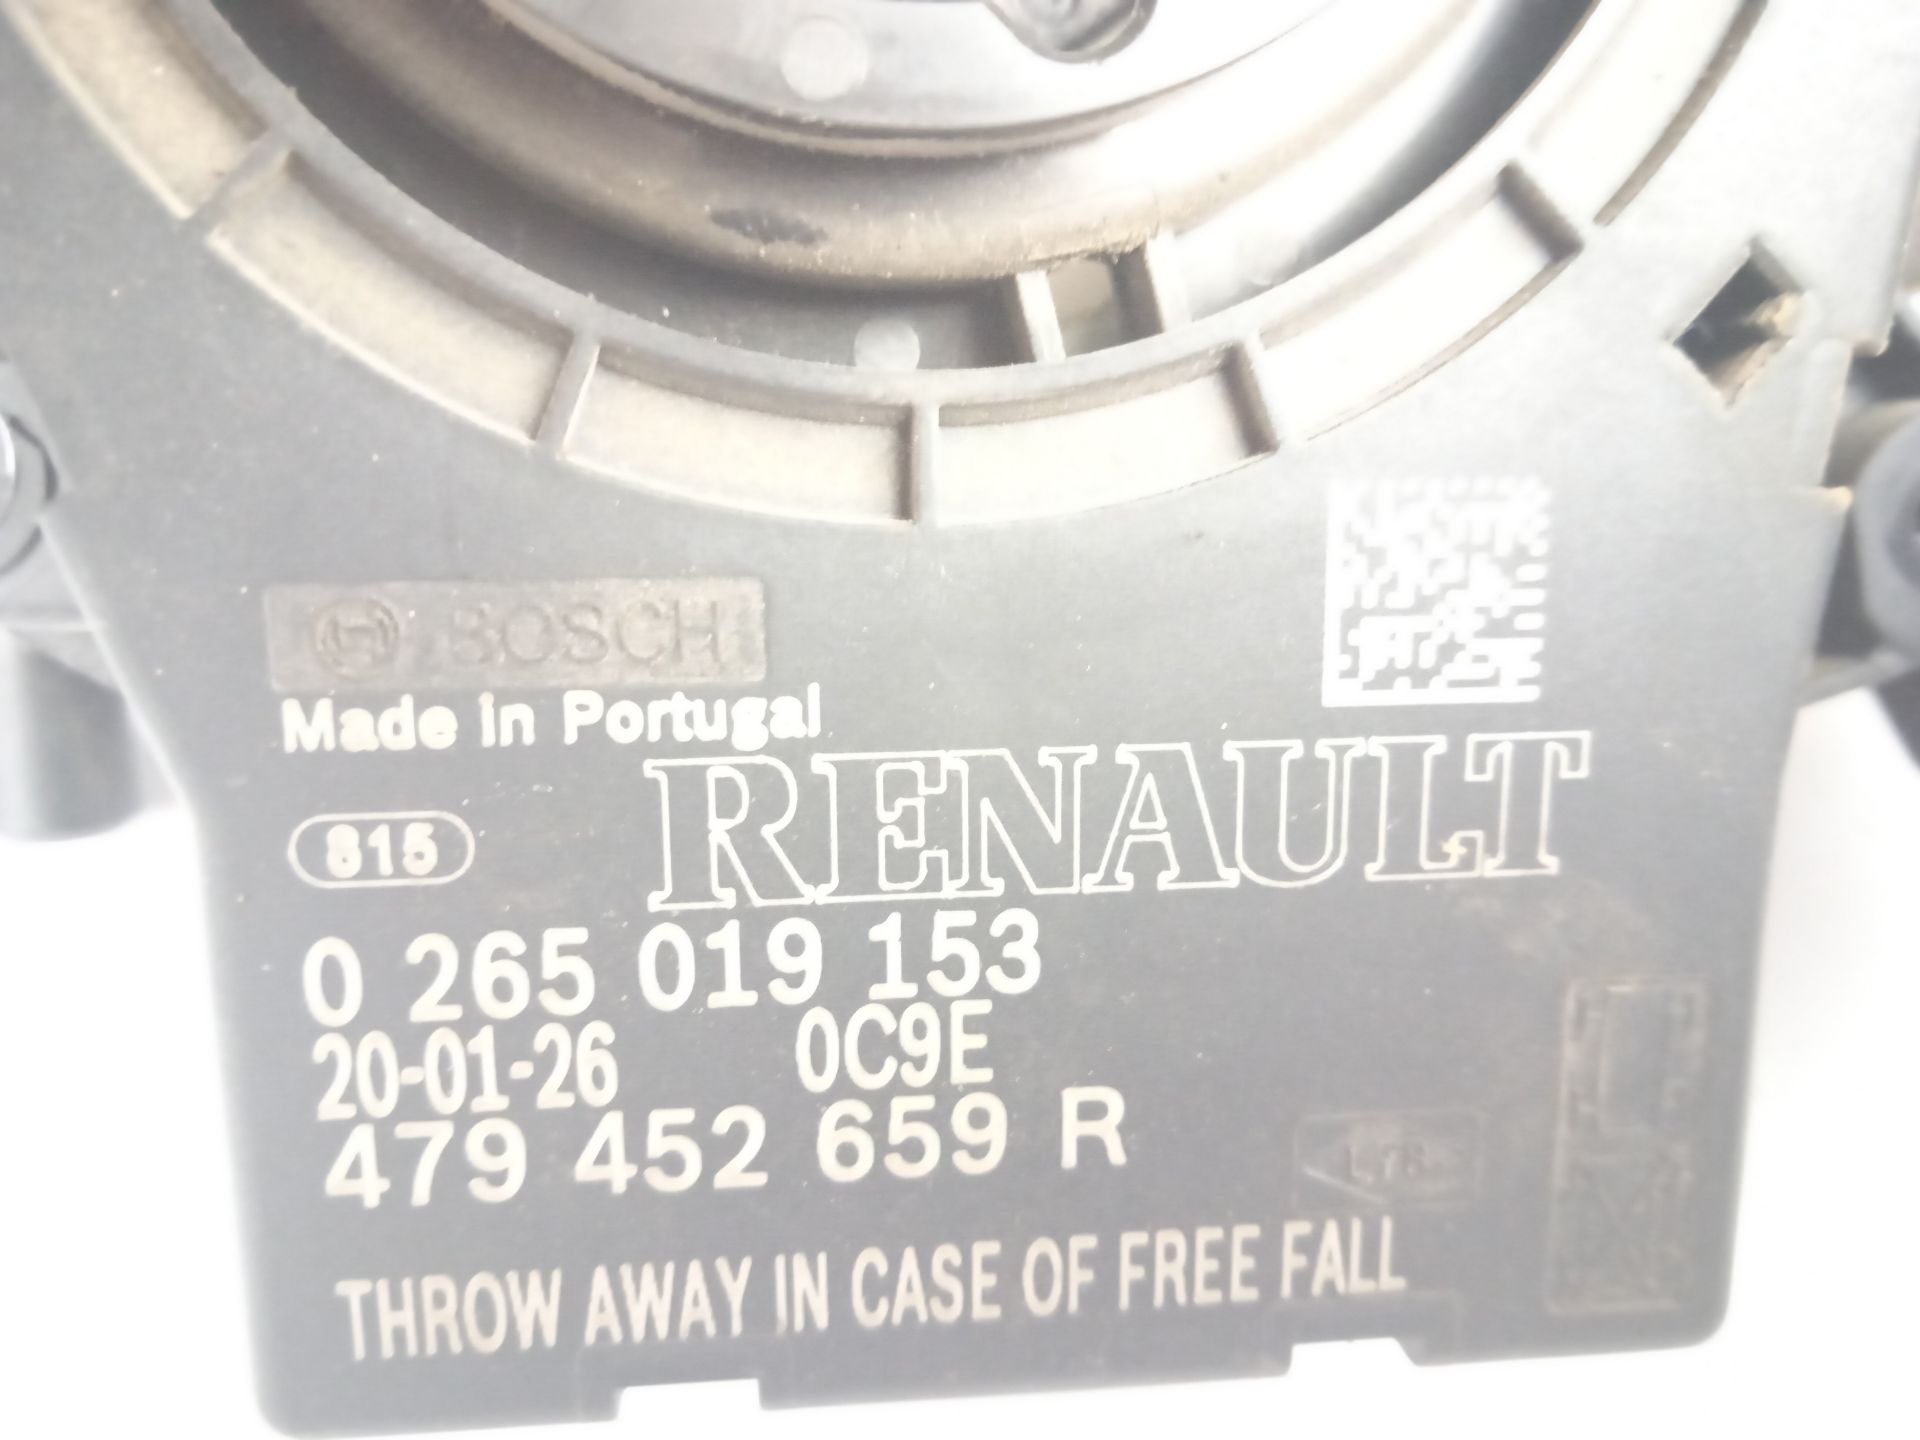 BOSCH
Made in Portugal
RENAULT
815
0 265 019 153
20-01-26 0C9E
479 452 659 R
THROW AWAY IN CASE OF FREE FALL